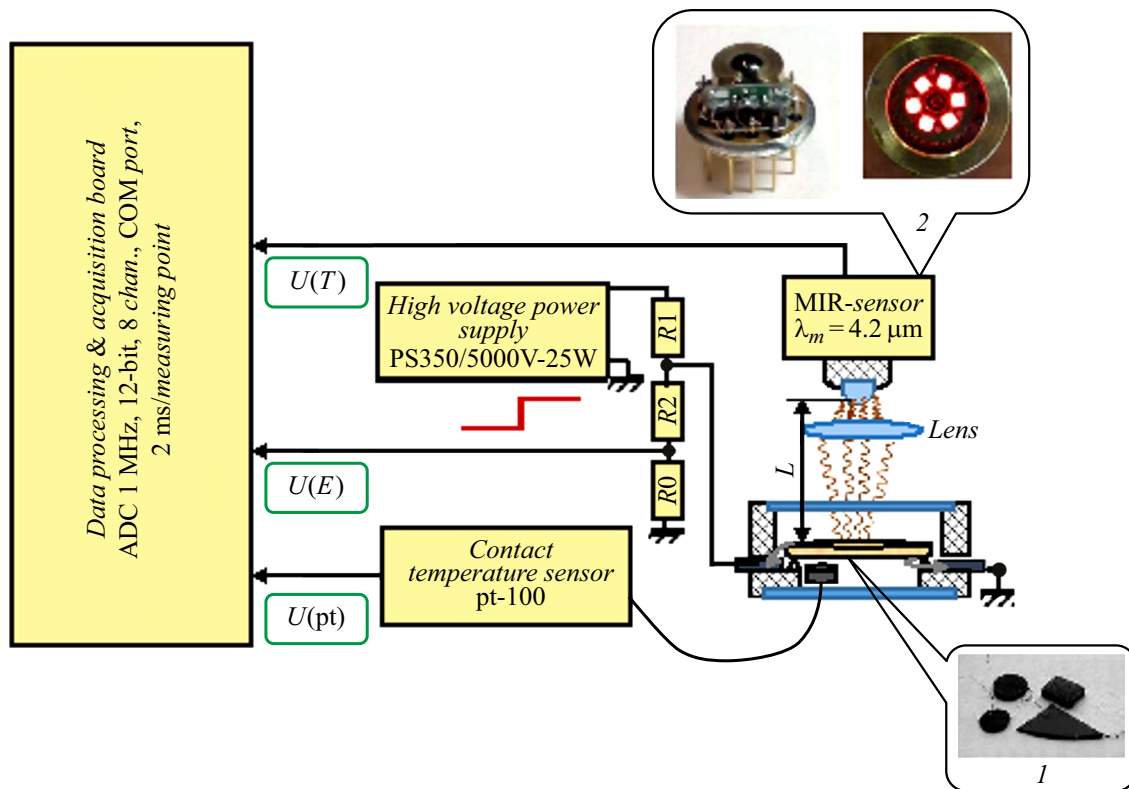 Data processing & acquisition board
ADC 1 MHz, 12-bit, 8 chan., COM port,
2 ms/measuring point
U(T)
U(E)
U(pt)
High voltage power
supply
PS350/5000V-25W
R1
R2
R0
Contact
temperature sensor
pt-100
2
MIR-sensor
λm = 4.2 μm
Lens
L
1